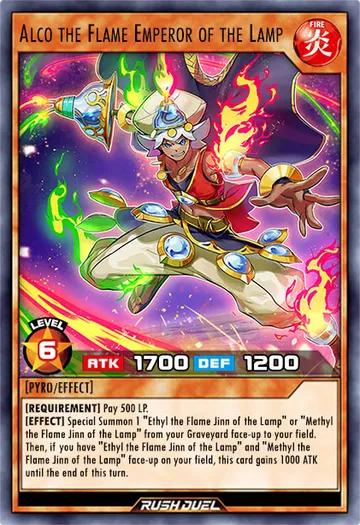 Alco the Flame Emperor of the Lamp
FIRE
炎
LEVEL
6
ATK 1700 DEF 1200
[PYRO/EFFECT]
[REQUIREMENT] Pay 500 LP.
[EFFECT] Special Summon 1 "Ethyl the Flame Jinn of the Lamp" or "Methyl
the Flame Jinn of the Lamp" from your Graveyard face-up to your field.
Then, if you have "Ethyl the Flame Jinn of the Lamp" and "Methyl
the Flame Jinn of the Lamp" face-up on your field, this card gains 1000 ATK
until the end of this turn.
RUSH DUEL